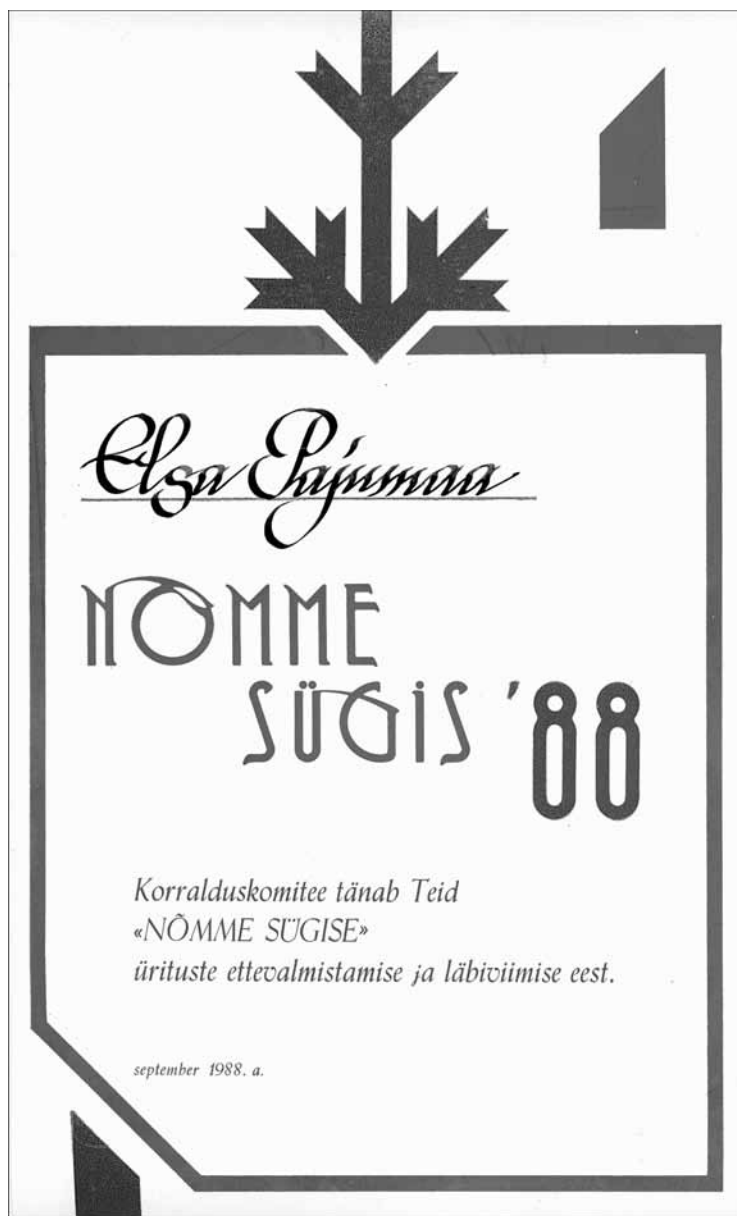 Elsa Pajumaa
NÕMME
SÜGIS '88
Korralduskomitee tänab Teid
«NÕMME SÜGISE»
ürituste ettevalmistamise ja läbiviimise eest.
september 1988. a.